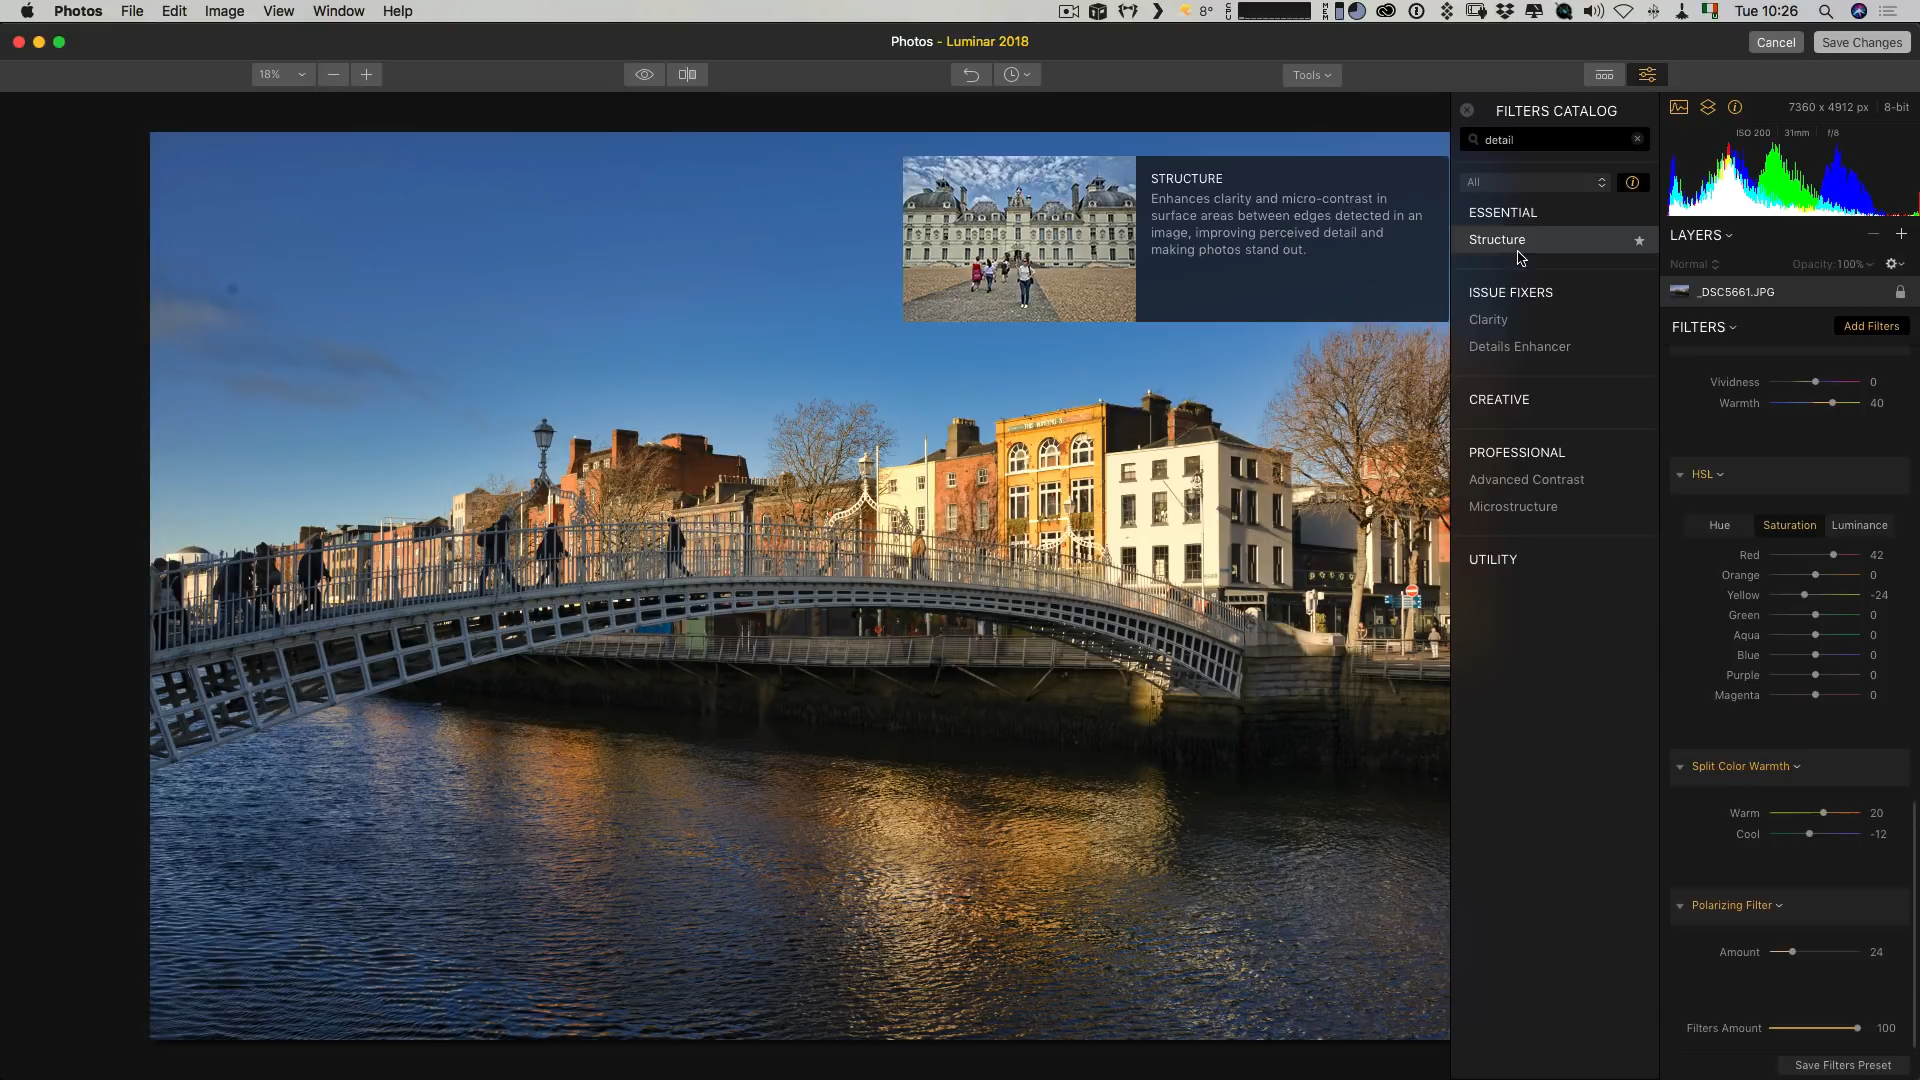 Photos File Edit Image View Window Help
8° Tue 10:26
Photos - Luminar 2018
Cancel Save Changes
18% Tools
FILTERS CATALOG
detail
All
ESSENTIAL
Structure
ISSUE FIXERS
Clarity
Details Enhancer
CREATIVE
PROFESSIONAL
Advanced Contrast
Microstructure
UTILITY
STRUCTURE
Enhances clarity and micro-contrast in
surface areas between edges detected in an
image, improving perceived detail and
making photos stand out.
7360 x 4912 px 8-bit
ISO 200 31mm f/8
LAYERS
Normal Opacity: 100%
_DSC5661.JPG
FILTERS Add Filters
Vividness 0
Warmth 40
HSL
Hue Saturation Luminance
Red 42
Orange 0
Yellow -24
Green 0
Aqua 0
Blue 0
Purple 0
Magenta 0
Split Color Warmth
Warm 20
Cool -12
Polarizing Filter
Amount 24
Filters Amount 100
Save Filters Preset